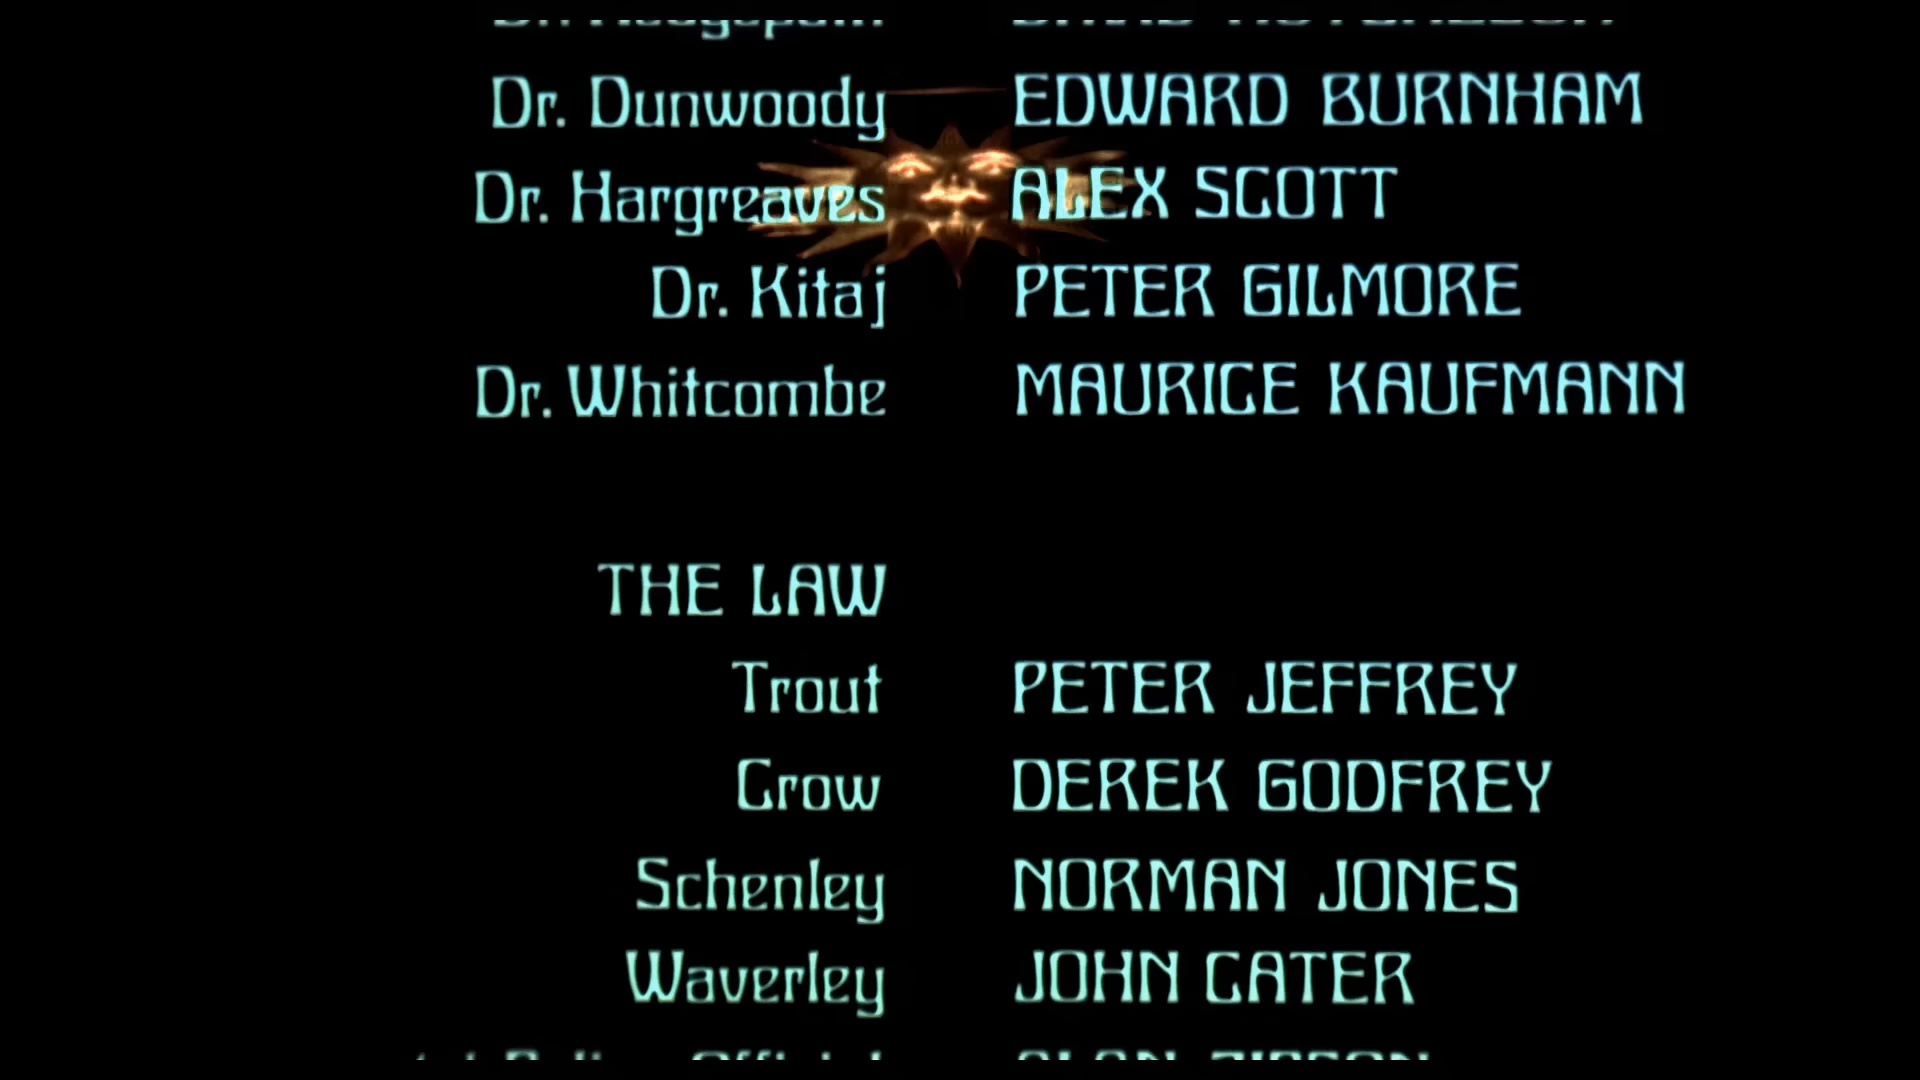 Dr. Dunwoody EDWARD BURNHAM
Dr. Hargreaves ALEX SCOTT
Dr. Kitaj PETER GILMORE
Dr. Whitcombe MAURICE KAUFMANN
THE LAW
Trout PETER JEFFREY
Crow DEREK GODFREY
Schenley NORMAN JONES
Waverley JOHN CATER